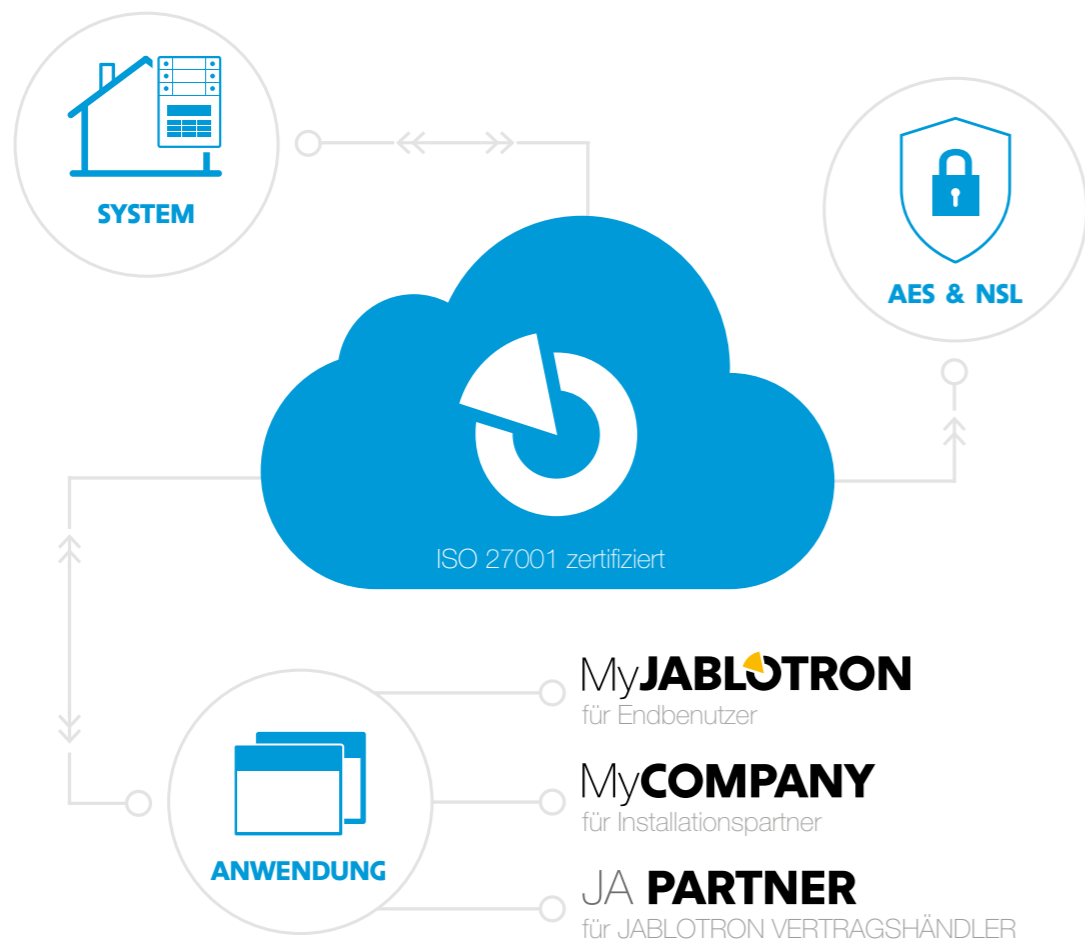 SYSTEM
AES & NSL
ISO 27001 zertifiziert
MyJABLOTRON
für Endbenutzer
MyCOMPANY
für Installationspartner
ANWENDUNG
JA PARTNER
für JABLOTRON VERTRAGSHÄNDLER